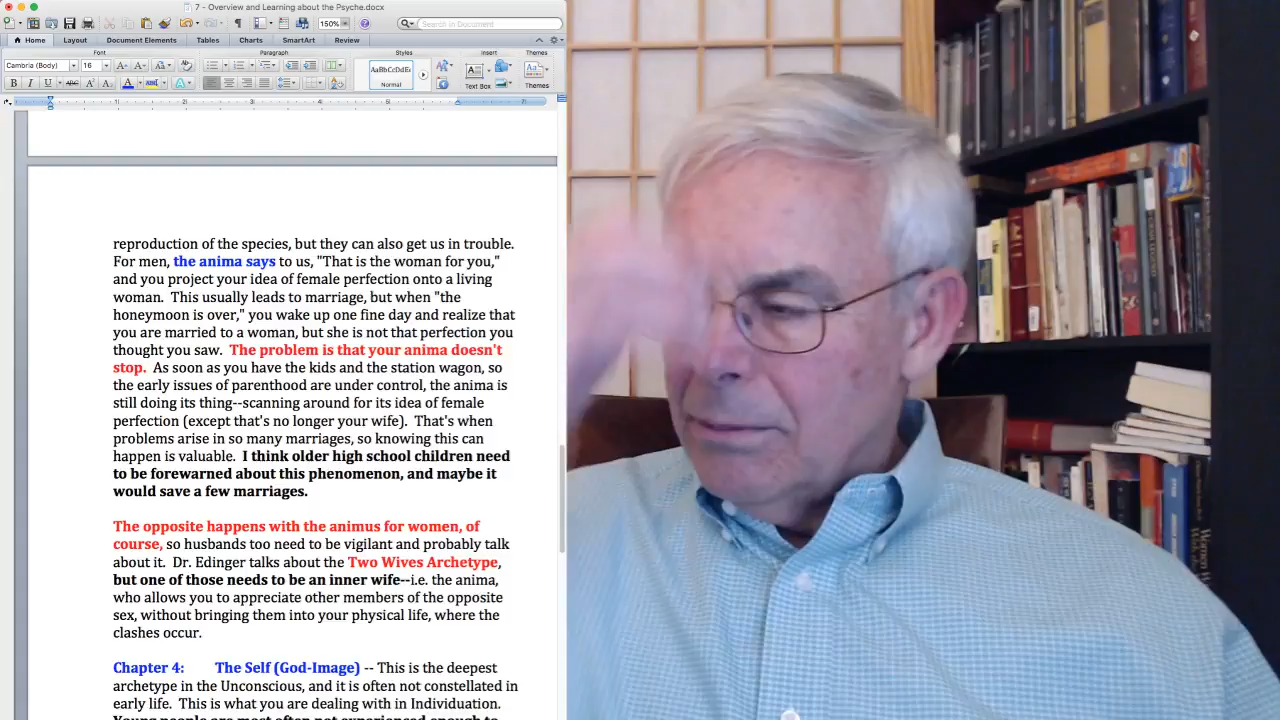 7 - Overview and Learning about the Psyche.docx
150%
Search in Document
Home Layout Document Elements Tables Charts SmartArt Review
Font Paragraph Styles Insert Themes
Cambria (Body) 16
AaBbCcDdEe
Normal
Text Box
Themes
reproduction of the species, but they can also get us in trouble.
For men, the anima says to us, "That is the woman for you,"
and you project your idea of female perfection onto a living
woman. This usually leads to marriage, but when "the
honeymoon is over," you wake up one fine day and realize that
you are married to a woman, but she is not that perfection you
thought you saw. The problem is that your anima doesn't
stop. As soon as you have the kids and the station wagon, so
the early issues of parenthood are under control, the anima is
still doing its thing--scanning around for its idea of female
perfection (except that's no longer your wife). That's when
problems arise in so many marriages, so knowing this can
happen is valuable. I think older high school children need
to be forewarned about this phenomenon, and maybe it
would save a few marriages.
The opposite happens with the animus for women, of
course, so husbands too need to be vigilant and probably talk
about it. Dr. Edinger talks about the Two Wives Archetype,
but one of those needs to be an inner wife--i.e. the anima,
who allows you to appreciate other members of the opposite
sex, without bringing them into your physical life, where the
clashes occur.
Chapter 4: The Self (God-Image) -- This is the deepest
archetype in the Unconscious, and it is often not constellated in
early life. This is what you are dealing with in Individuation.
Young people are most often not experienced enough to